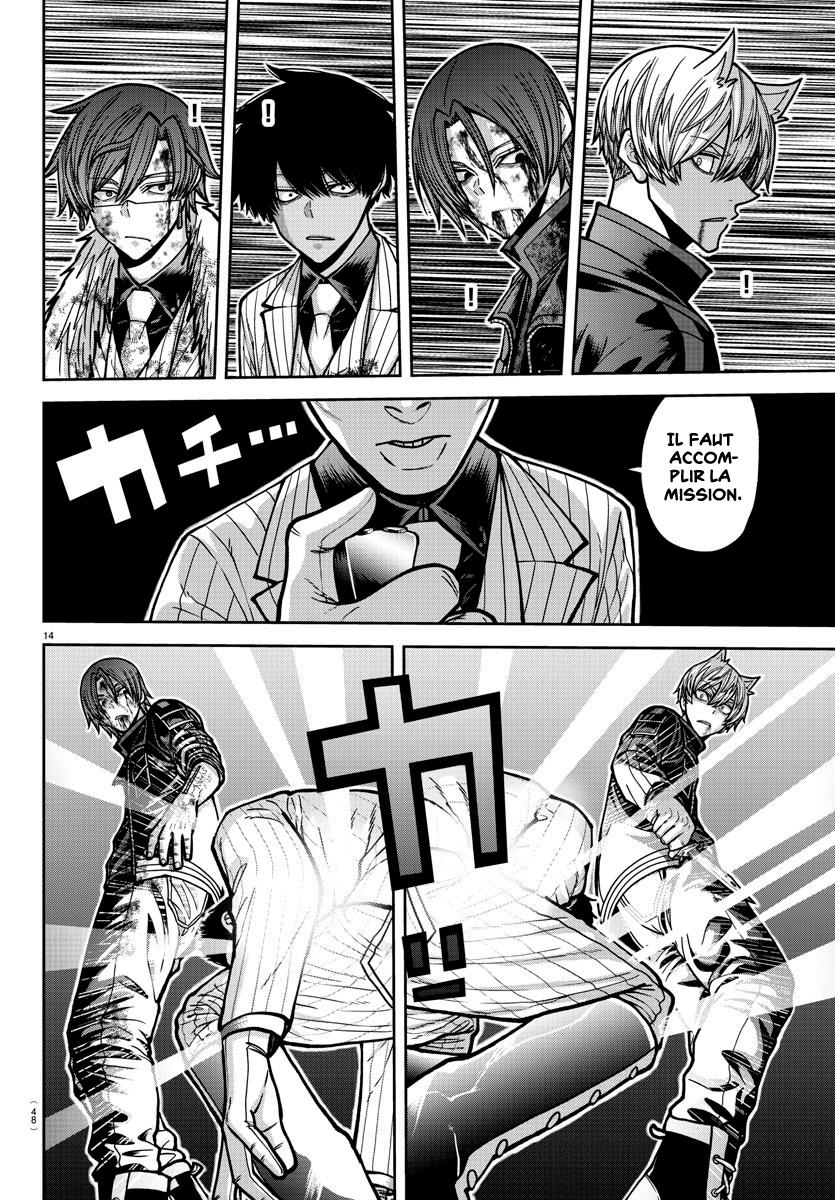 !
!
!
!
IL FAUT
ACCOM-
PLIR LA
MISSION.
カチ…
14
カッ
(48)